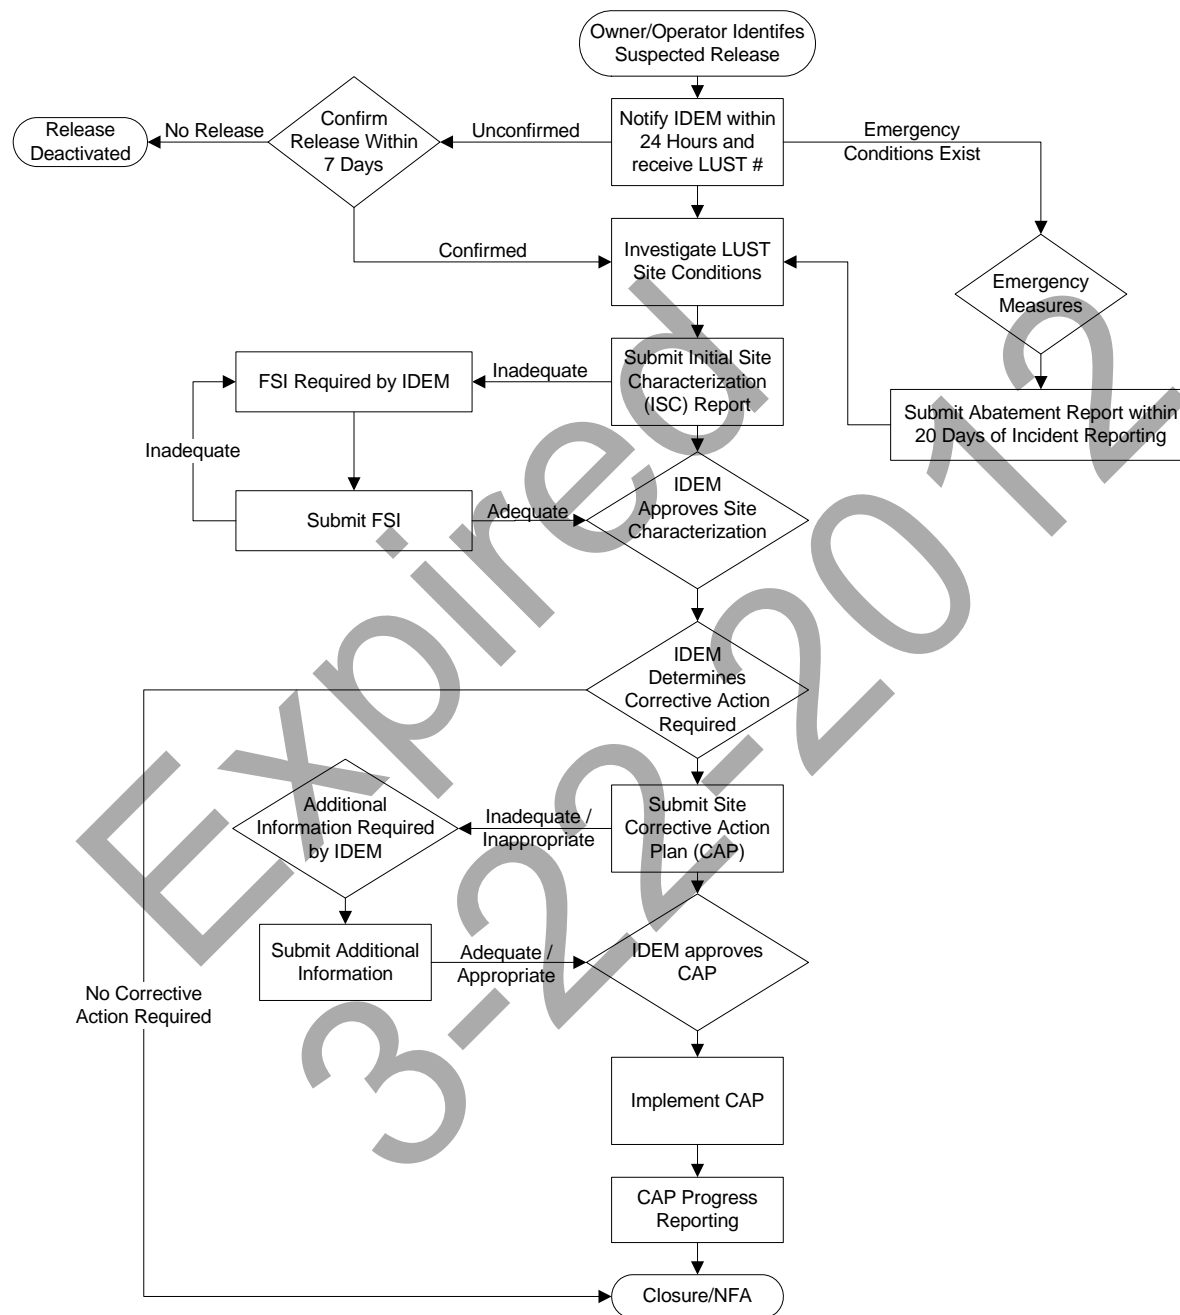 Owner/Operator Identifes
Suspected Release
Notify IDEM within
24 Hours and
receive LUST #
Unconfirmed
Confirm
Release Within
7 Days
No Release
Release
Deactivated
Emergency
Conditions Exist
Confirmed
Investigate LUST
Site Conditions
Emergency
Measures
Submit Initial Site
Characterization
(ISC) Report
Inadequate
FSI Required by IDEM
Submit Abatement Report within
20 Days of Incident Reporting
Inadequate
Submit FSI
Adequate
IDEM
Approves Site
Characterization
IDEM
Determines
Corrective Action
Required
Submit Site
Corrective Action
Plan (CAP)
Inadequate /
Inappropriate
Additional
Information Required
by IDEM
Submit Additional
Information
Adequate /
Appropriate
IDEM approves
CAP
No Corrective
Action Required
Implement CAP
CAP Progress
Reporting
Closure/NFA
Expired
3-22-2012